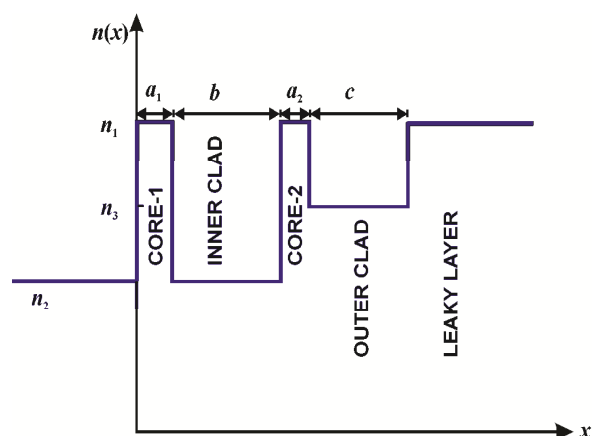 n(x)
a₁ b a₂ c
n₁
n₃
n₂
CORE-1
INNER CLAD
CORE-2
OUTER CLAD
LEAKY LAYER
x